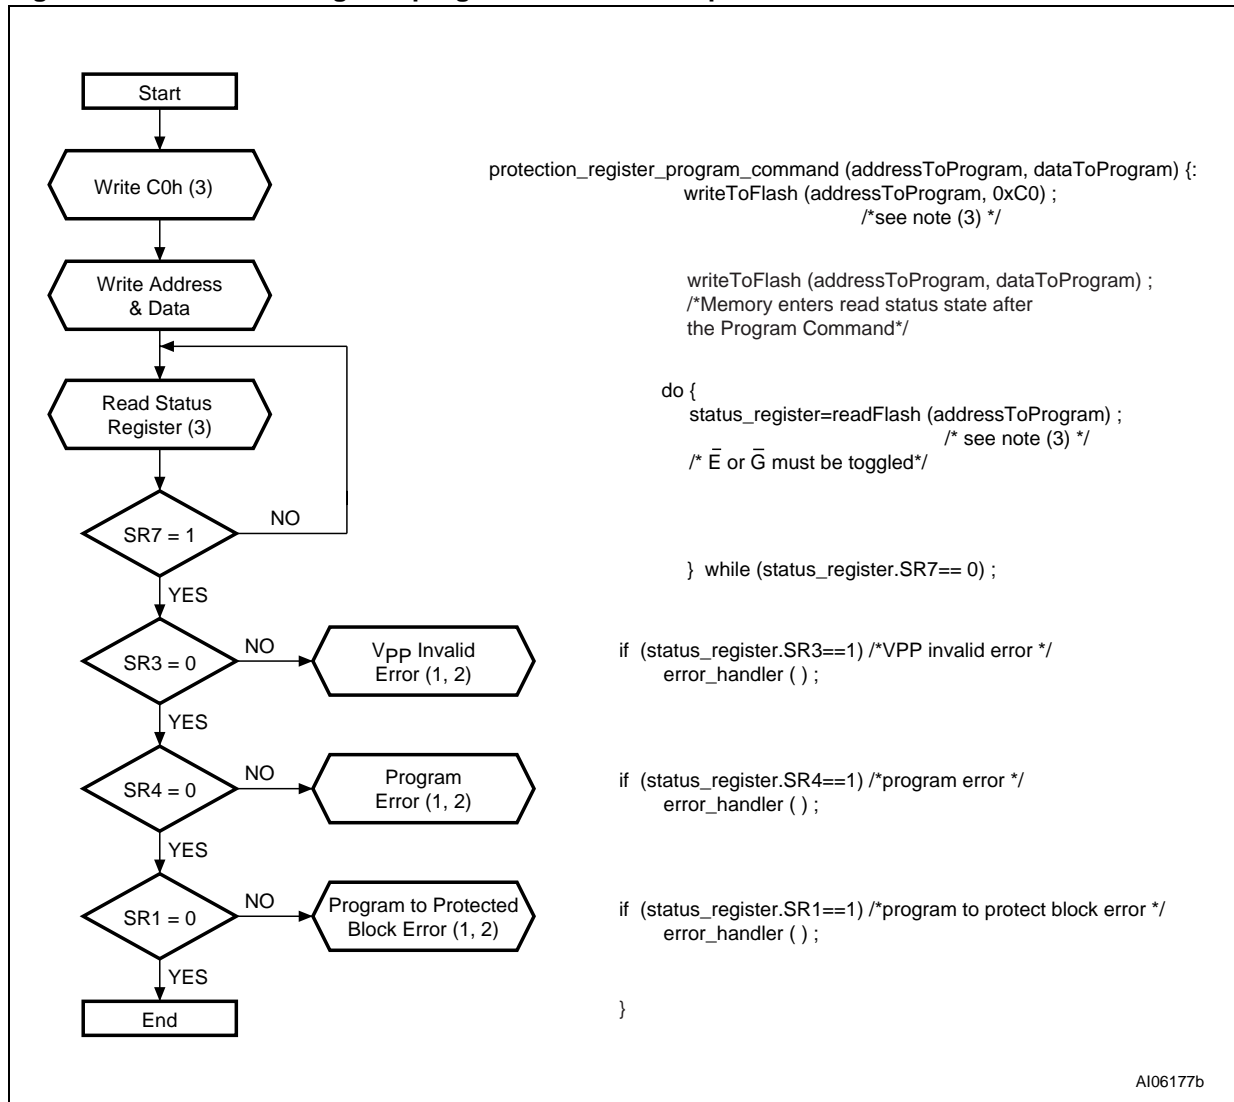 Start
Write C0h (3)
Write Address
& Data
Read Status
Register (3)
SR7 = 1
NO
YES
SR3 = 0
NO
VPP Invalid
Error (1, 2)
YES
SR4 = 0
NO
Program
Error (1, 2)
YES
SR1 = 0
NO
Program to Protected
Block Error (1, 2)
YES
End
protection_register_program_command (addressToProgram, dataToProgram) {:
writeToFlash (addressToProgram, 0xC0) ;
/*see note (3) */
writeToFlash (addressToProgram, dataToProgram) ;
/*Memory enters read status state after
the Program Command*/
do {
status_register=readFlash (addressToProgram) ;
/* see note (3) */
/* E̅ or G̅ must be toggled*/
} while (status_register.SR7== 0) ;
if (status_register.SR3==1) /*VPP invalid error */
error_handler ( ) ;
if (status_register.SR4==1) /*program error */
error_handler ( ) ;
if (status_register.SR1==1) /*program to protect block error */
error_handler ( ) ;
}
AI06177b